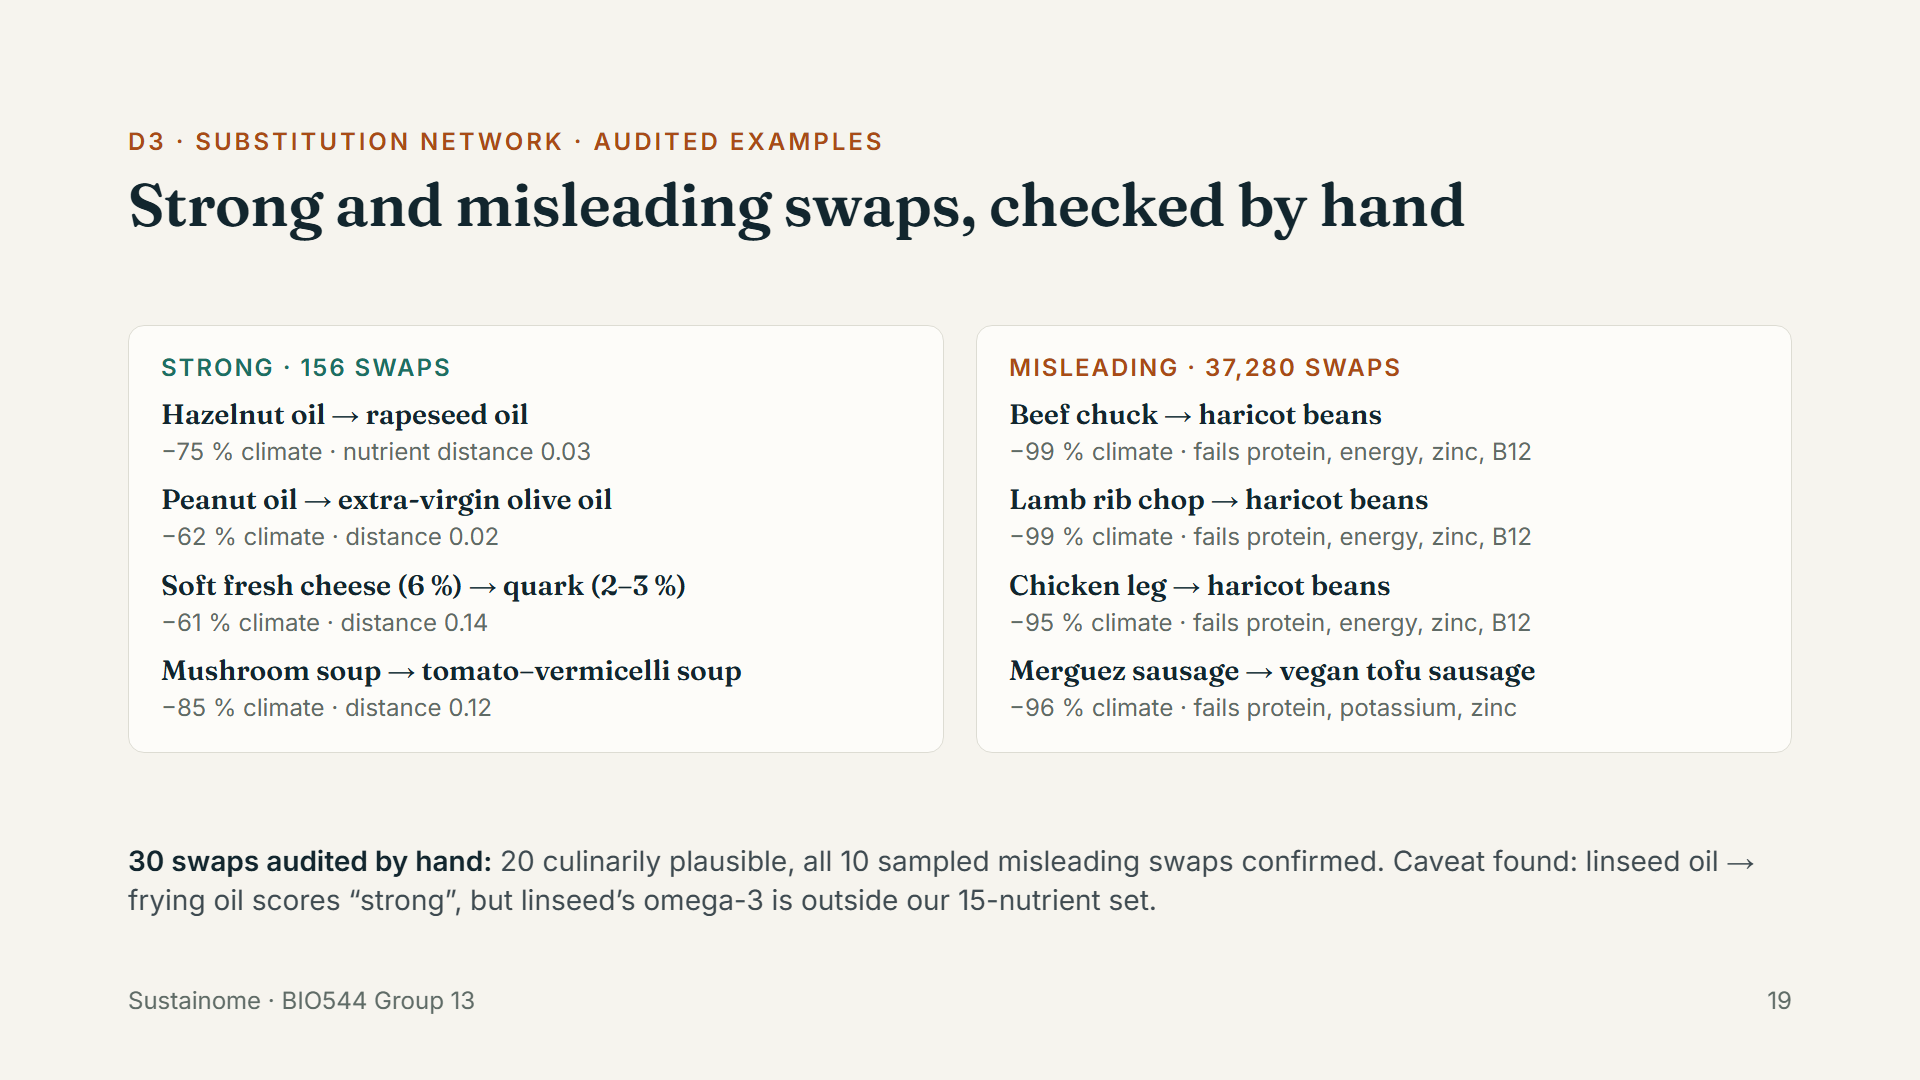 D3 · SUBSTITUTION NETWORK · AUDITED EXAMPLES
Strong and misleading swaps, checked by hand
STRONG · 156 SWAPS
Hazelnut oil → rapeseed oil
−75 % climate · nutrient distance 0.03
Peanut oil → extra-virgin olive oil
−62 % climate · distance 0.02
Soft fresh cheese (6 %) → quark (2–3 %)
−61 % climate · distance 0.14
Mushroom soup → tomato–vermicelli soup
−85 % climate · distance 0.12
MISLEADING · 37,280 SWAPS
Beef chuck → haricot beans
−99 % climate · fails protein, energy, zinc, B12
Lamb rib chop → haricot beans
−99 % climate · fails protein, energy, zinc, B12
Chicken leg → haricot beans
−95 % climate · fails protein, energy, zinc, B12
Merguez sausage → vegan tofu sausage
−96 % climate · fails protein, potassium, zinc
30 swaps audited by hand: 20 culinarily plausible, all 10 sampled misleading swaps confirmed. Caveat found: linseed oil →
frying oil scores “strong”, but linseed’s omega-3 is outside our 15-nutrient set.
Sustainome · BIO544 Group 13
19